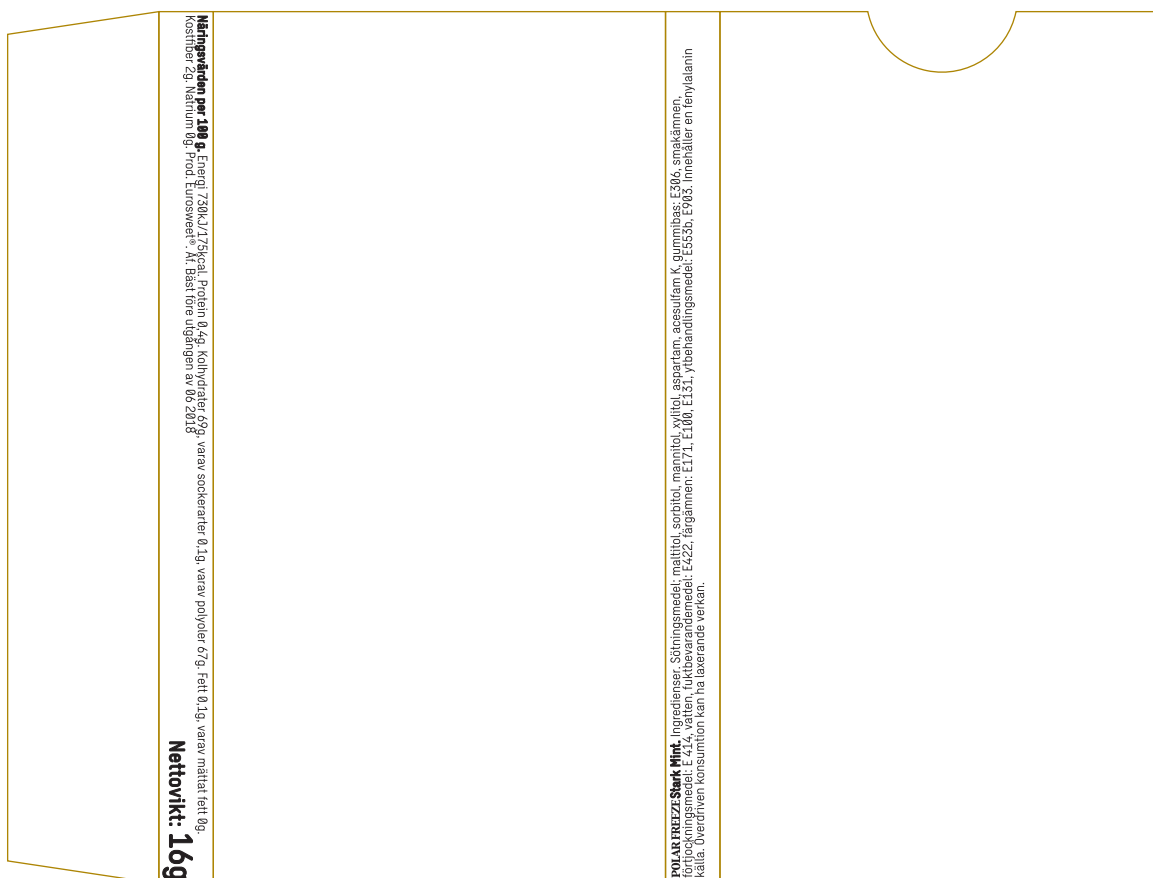 Näringsvärden per 100 g. Energi 730kJ/175kcal. Protein 0,4g. Kolhydrater 69g, varav sockerarter 0,1g, varav polyoler 67g. Fett 0,1g, varav mättat fett 0g.
Kostfiber 2g. Natrium 0g. Prod. Eurosweet®. Åf. Bäst före utgången av 06 2018
Nettovikt: 16g
POLAR FREEZE Stark Mint. Ingredienser. Sötningsmedel; maltitol, sorbitol, mannitol, xylitol, aspartam, acesulfam K, gummibas: E306, smakämnen,
förtjockningsmedel: E 414, vatten, fuktbevarandemedel: E422, färgämnen: E171, E100, E131, ytbehandlingsmedel: E553b, E903. Innehåller en fenylalanin
källa. Överdriven konsumtion kan ha laxerande verkan.